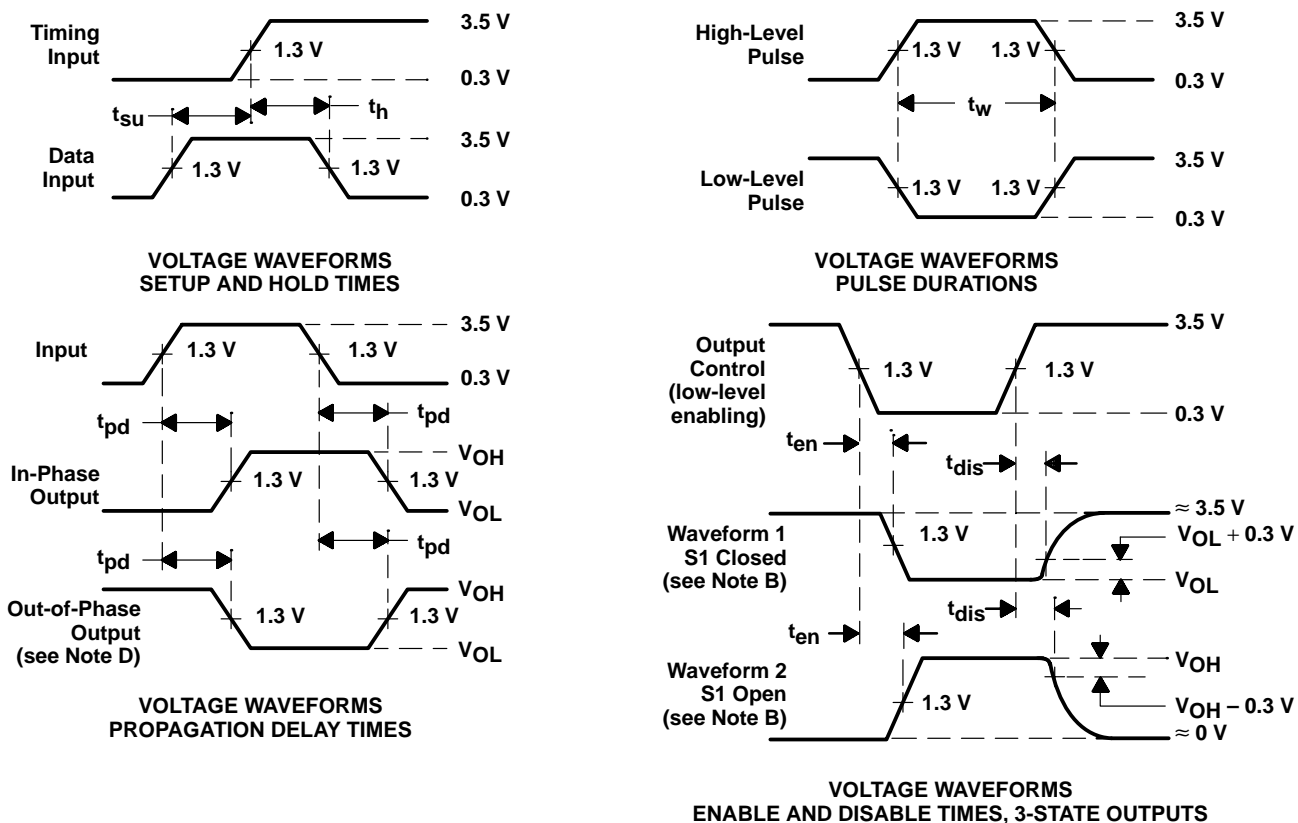 Timing
Input
1.3 V
3.5 V
0.3 V
tsu
th
Data
Input
1.3 V
1.3 V
3.5 V
0.3 V
VOLTAGE WAVEFORMS
SETUP AND HOLD TIMES
High-Level
Pulse
1.3 V
1.3 V
3.5 V
0.3 V
tw
Low-Level
Pulse
1.3 V
1.3 V
3.5 V
0.3 V
VOLTAGE WAVEFORMS
PULSE DURATIONS
Input
1.3 V
1.3 V
3.5 V
0.3 V
tpd
tpd
In-Phase
Output
1.3 V
1.3 V
VOH
VOL
tpd
tpd
Out-of-Phase
Output
(see Note D)
1.3 V
1.3 V
VOH
VOL
VOLTAGE WAVEFORMS
PROPAGATION DELAY TIMES
Output
Control
(low-level
enabling)
1.3 V
1.3 V
3.5 V
0.3 V
ten
tdis
Waveform 1
S1 Closed
(see Note B)
1.3 V
≈ 3.5 V
VOL + 0.3 V
VOL
ten
tdis
Waveform 2
S1 Open
(see Note B)
1.3 V
VOH
VOH – 0.3 V
≈ 0 V
VOLTAGE WAVEFORMS
ENABLE AND DISABLE TIMES, 3-STATE OUTPUTS